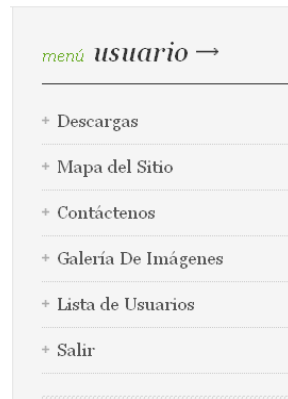 menú usuario →
+ Descargas
+ Mapa del Sitio
+ Contáctenos
+ Galería De Imágenes
+ Lista de Usuarios
+ Salir